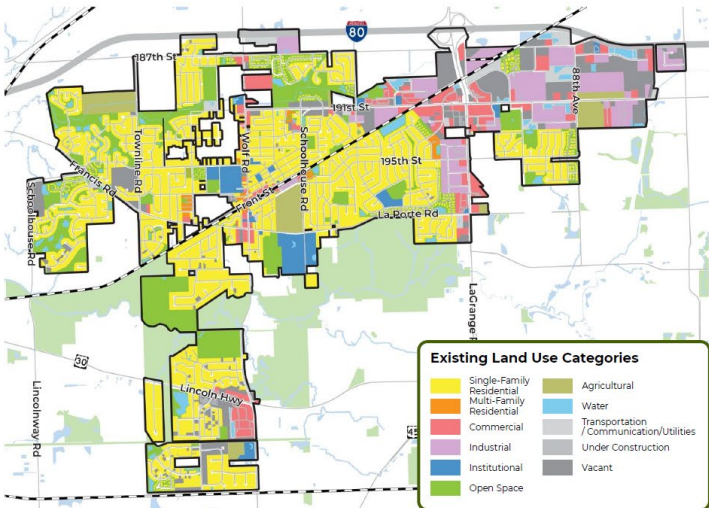 80
187th St
88th Ave
191st St
Townline Rd
Wolf Rd
Schoolhouse Rd
195th St
Francis Rd
Front St
Schoolhouse Rd
La Porte Rd
LaGrange R
30
Lincoln Hwy
Lincolnway Rd
45
Existing Land Use Categories
Single-Family
Residential
Multi-Family
Residential
Commercial
Industrial
Institutional
Open Space
Agricultural
Water
Transportation
/Communication/Utilities
Under Construction
Vacant